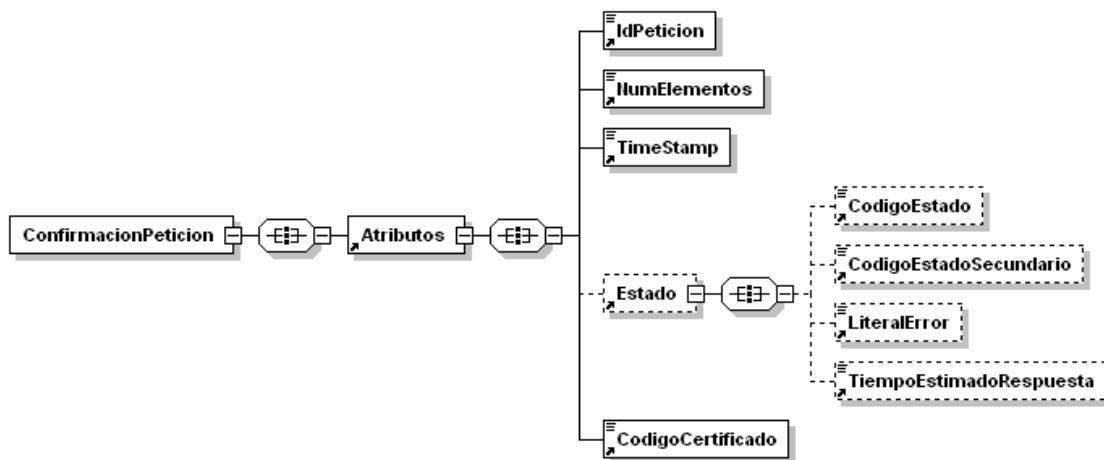 IdPeticion
NumElementos
TimeStamp
ConfirmacionPeticion
Atributos
Estado
CodigoEstado
CodigoEstadoSecundario
LiteralError
TiempoEstimadoRespuesta
CodigoCertificado